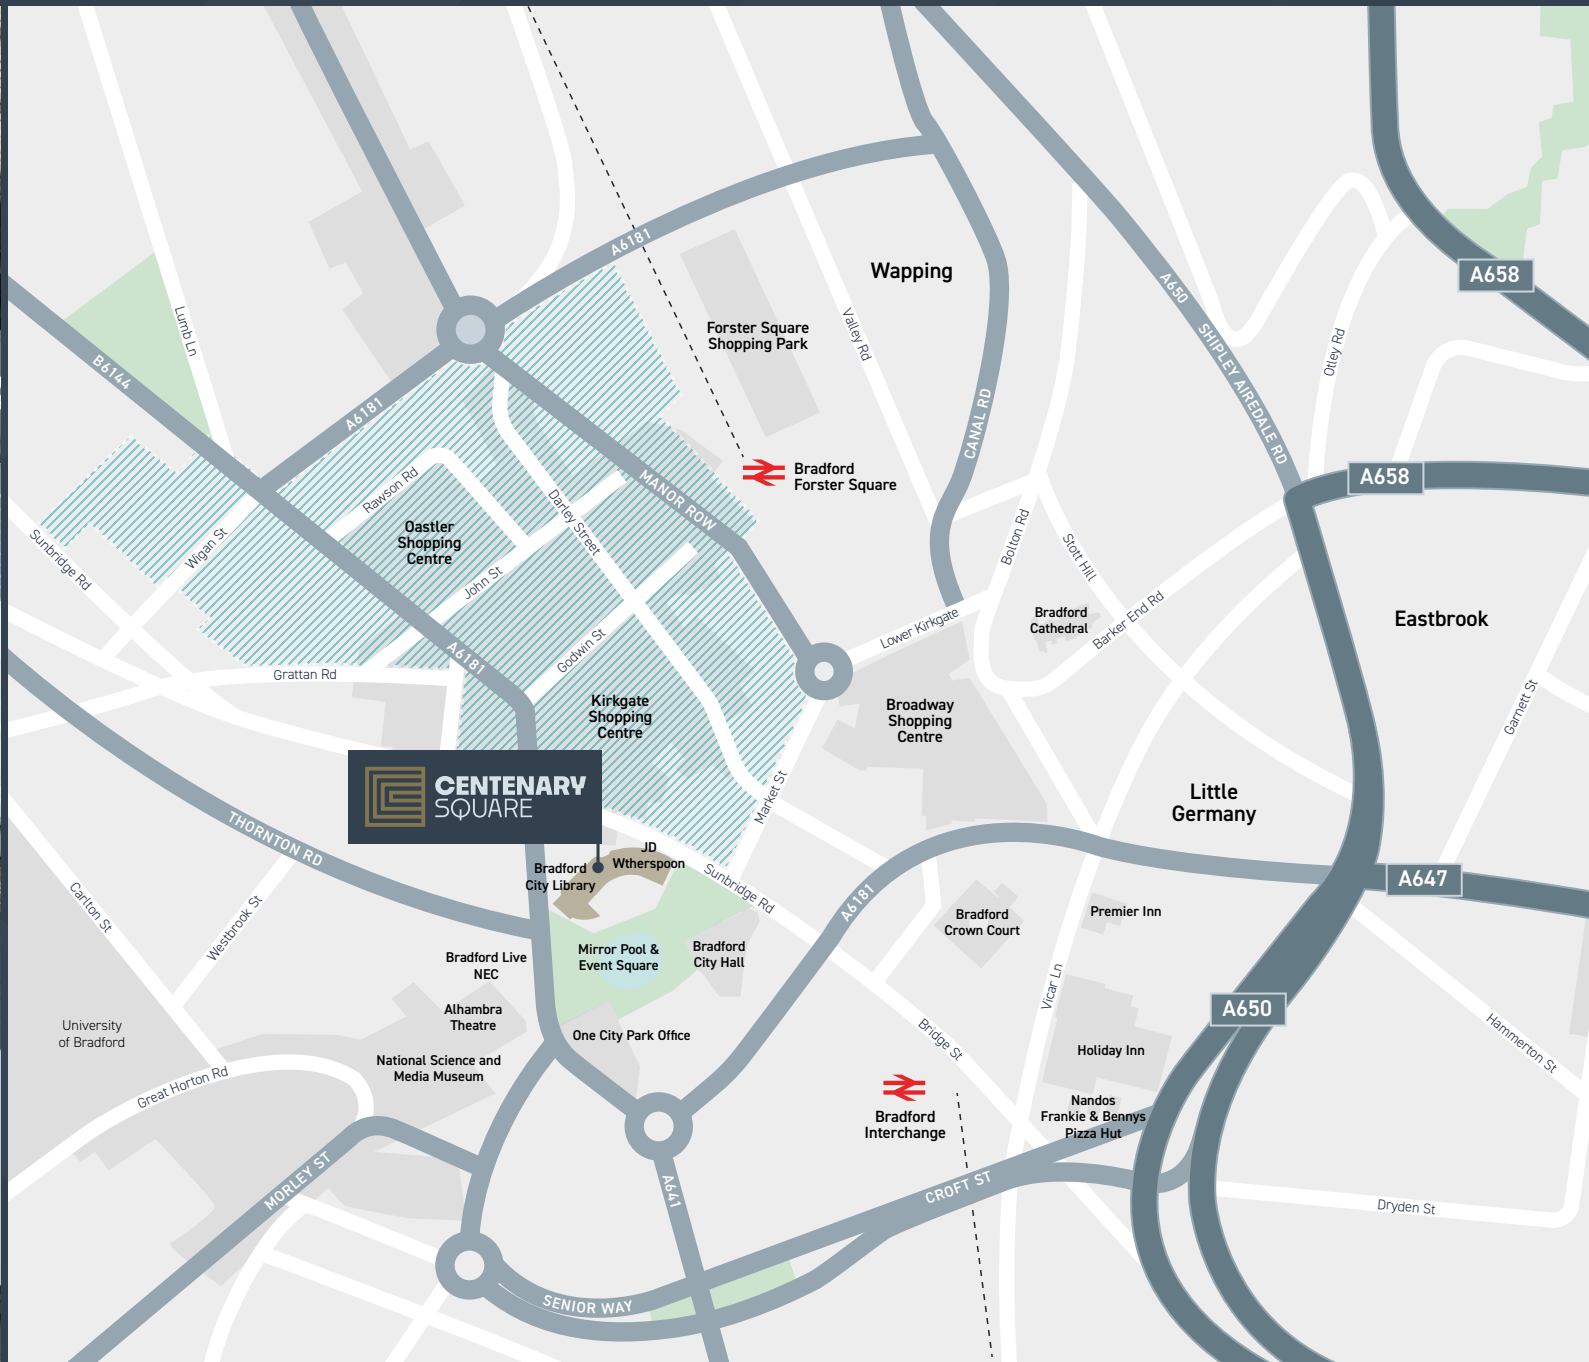 A6181
Wapping
A658
A650
Lumb Ln
Forster Square
Shopping Park
Valley Rd
SHIPLEY AIREDALE RD
Otley Rd
B6144
A6181
CANAL RD
Bradford
Forster Square
A658
MANOR ROW
Rawson Rd
Darley Street
Oastler
Shopping
Centre
Wigan St
Sunbridge Rd
John St
Bolton Rd
Stott Hill
Bradford
Cathedral
Barker End Rd
Lower Kirkgate
Eastbrook
Godwin St
A6181
Grattan Rd
Kirkgate
Shopping
Centre
Broadway
Shopping
Centre
Garnett St
CENTENARY
SQUARE
Market St
Little
Germany
THORNTON RD
JD
Wtherspoon
Bradford
City Library
Sunbridge Rd
A6181
A647
Carlton St
Westbrook St
Bradford
Crown Court
Premier Inn
Bradford Live
NEC
Mirror Pool &
Event Square
Bradford
City Hall
Vicar Ln
A650
University
of Bradford
Alhambra
Theatre
One City Park Office
Bridge St
Holiday Inn
Hammerton St
National Science and
Media Museum
Great Horton Rd
Bradford
Interchange
Nandos
Frankie & Bennys
Pizza Hut
MORLEY ST
A641
CROFT ST
Dryden St
SENIOR WAY